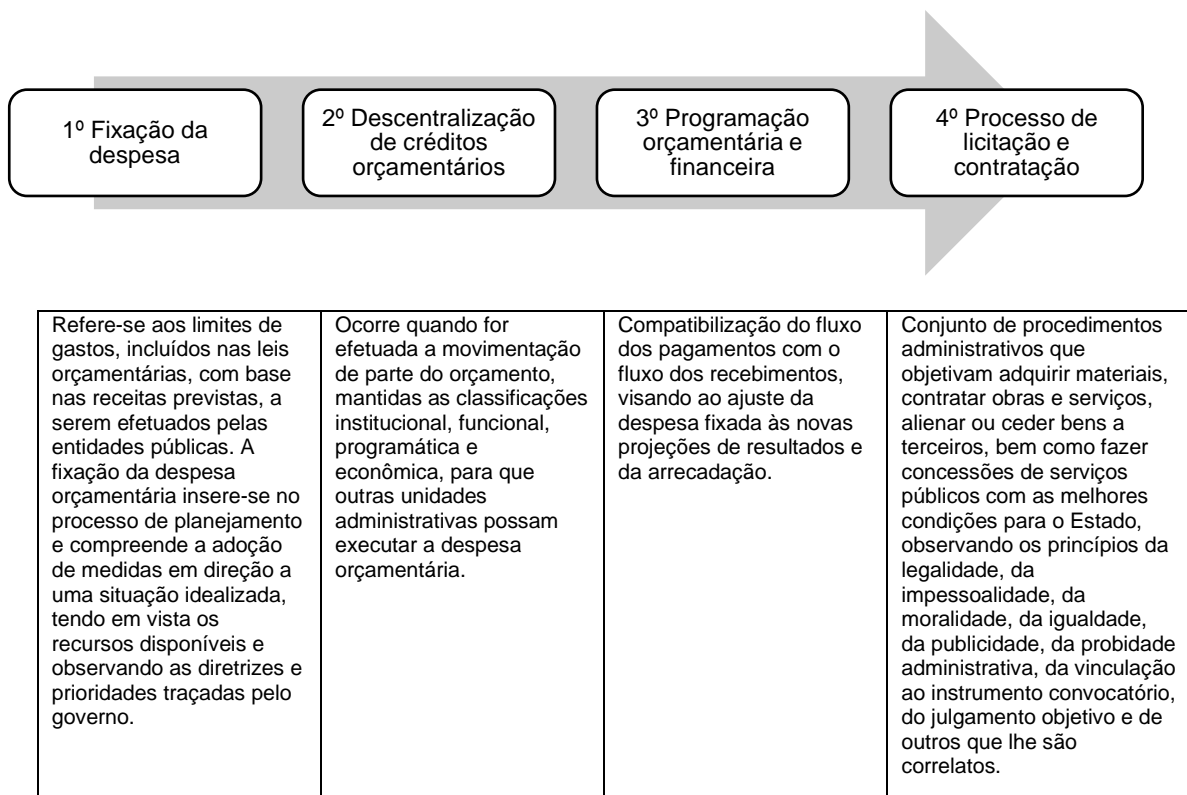 1º Fixação da
despesa
2º Descentralização
de créditos
orçamentários
3º Programação
orçamentária e
financeira
4º Processo de
licitação e
contratação
Refere-se aos limites de
gastos, incluídos nas leis
orçamentárias, com base
nas receitas previstas, a
serem efetuados pelas
entidades públicas. A
fixação da despesa
orçamentária insere-se no
processo de planejamento
e compreende a adoção
de medidas em direção a
uma situação idealizada,
tendo em vista os
recursos disponíveis e
observando as diretrizes e
prioridades traçadas pelo
governo.
Ocorre quando for
efetuada a movimentação
de parte do orçamento,
mantidas as classificações
institucional, funcional,
programática e
econômica, para que
outras unidades
administrativas possam
executar a despesa
orçamentária.
Compatibilização do fluxo
dos pagamentos com o
fluxo dos recebimentos,
visando ao ajuste da
despesa fixada às novas
projeções de resultados e
da arrecadação.
Conjunto de procedimentos
administrativos que
objetivam adquirir materiais,
contratar obras e serviços,
alienar ou ceder bens a
terceiros, bem como fazer
concessões de serviços
públicos com as melhores
condições para o Estado,
observando os princípios da
legalidade, da
impessoalidade, da
moralidade, da igualdade,
da publicidade, da probidade
administrativa, da vinculação
ao instrumento convocatório,
do julgamento objetivo e de
outros que lhe são
correlatos.